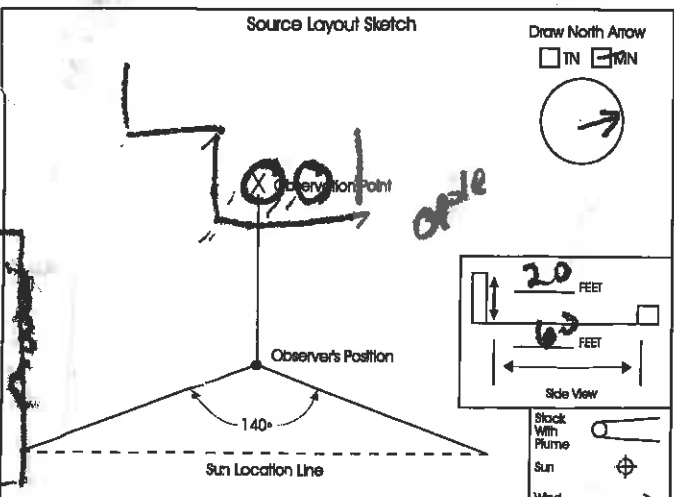 Source Layout Sketch
Draw North Arrow
TN MN
X Observation Point
20 FEET
FEET
Side View
Observer's Position
140°
Sun Location Line
Stack
With
Plume
Sun
Wind